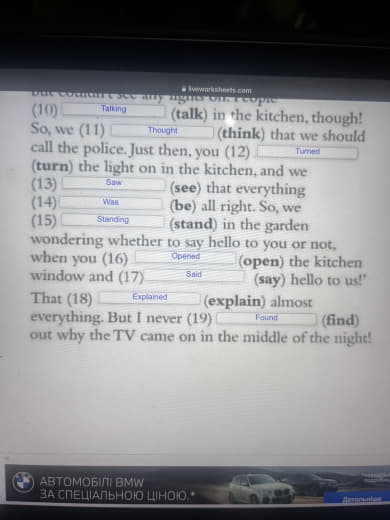 liveworksheets.com
but couldn't see any lights on. People
(10) Talking (talk) in the kitchen, though!
So, we (11) Thought (think) that we should
call the police. Just then, you (12) Turned
(turn) the light on in the kitchen, and we
(13) Saw (see) that everything
(14) Was (be) all right. So, we
(15) Standing (stand) in the garden
wondering whether to say hello to you or not,
when you (16) Opened (open) the kitchen
window and (17) Said (say) hello to us!'
That (18) Explained (explain) almost
everything. But I never (19) Found (find)
out why the TV came on in the middle of the night!
АВТОМОБІЛІ BMW
ЗА СПЕЦІАЛЬНОЮ ЦІНОЮ.*
Детальніше